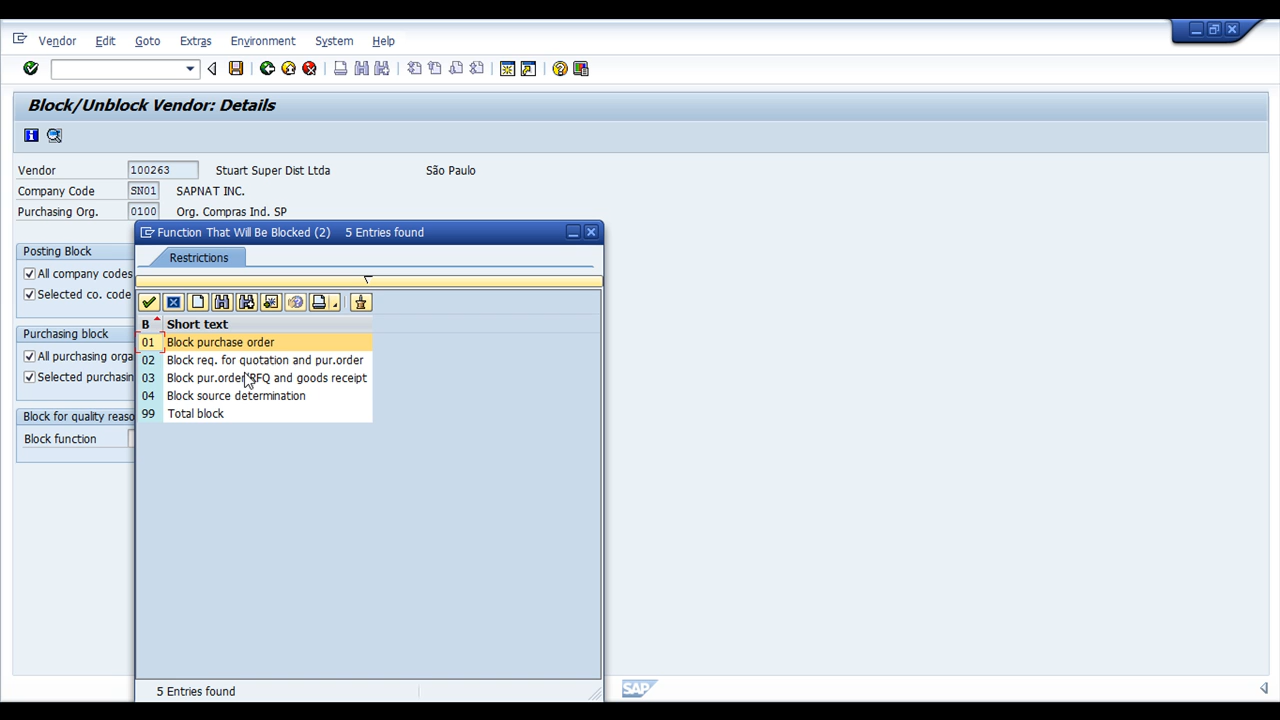 Vendor Edit Goto Extras Environment System Help
Block/Unblock Vendor: Details
Vendor 100263 Stuart Super Dist Ltda São Paulo
Company Code SN01 SAPNAT INC.
Purchasing Org. 0100 Org. Compras Ind. SP
Posting Block
All company codes
Selected co. code
Purchasing block
All purchasing orga
Selected purchasin
Block for quality reaso
Block function
Function That Will Be Blocked (2) 5 Entries found
Restrictions
B Short text
01 Block purchase order
02 Block req. for quotation and pur.order
03 Block pur.order RFQ and goods receipt
04 Block source determination
99 Total block
5 Entries found
SAP